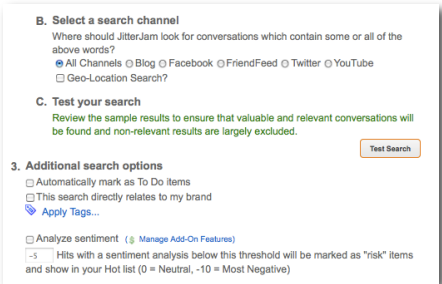 B. Select a search channel
Where should JitterJam look for conversations which contain some or all of the
above words?
All Channels Blog Facebook FriendFeed Twitter YouTube
Geo-Location Search?
C. Test your search
Review the sample results to ensure that valuable and relevant conversations will
be found and non-relevant results are largely excluded.
Test Search
3. Additional search options
Automatically mark as To Do items
This search directly relates to my brand
Apply Tags...
Analyze sentiment ($ Manage Add-On Features)
-5 Hits with a sentiment analysis below this threshold will be marked as "risk" items
and show in your Hot list (0 = Neutral, -10 = Most Negative)